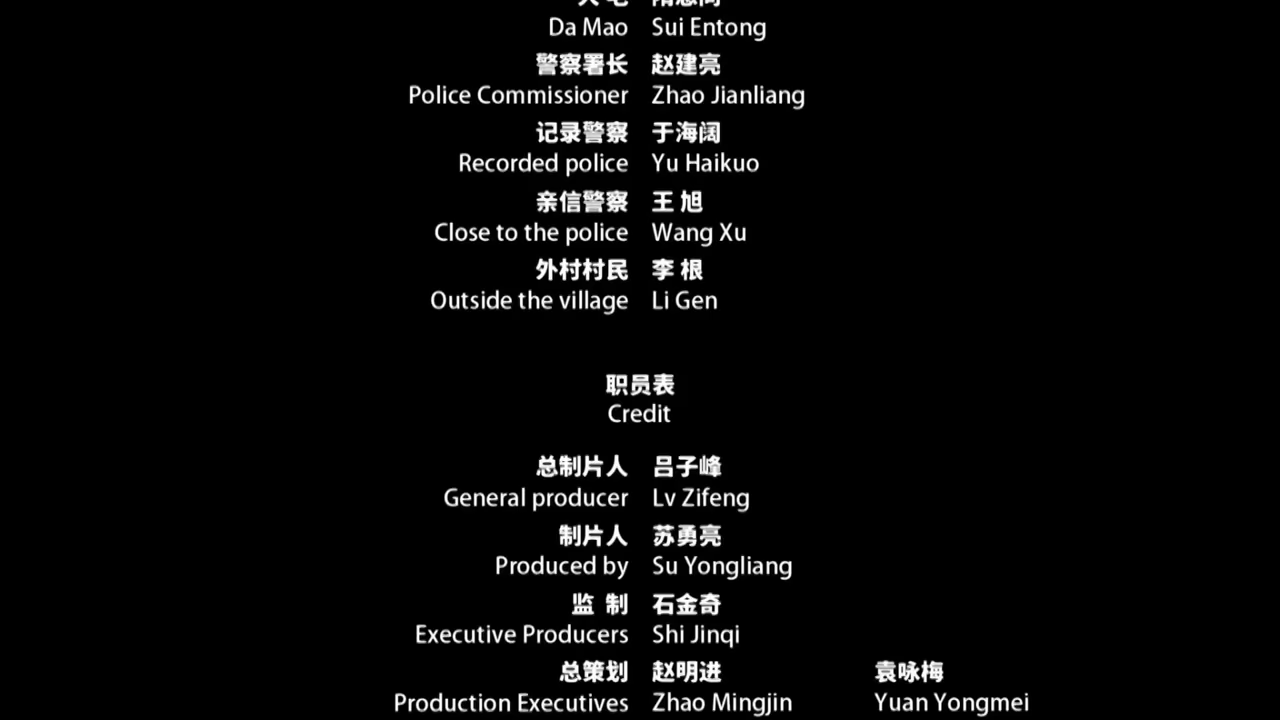 Da Mao Sui Entong
警察署长 赵建亮
Police Commissioner Zhao Jianliang
记录警察 于海阔
Recorded police Yu Haikuo
亲信警察 王 旭
Close to the police Wang Xu
外村村民 李 根
Outside the village Li Gen
职员表
Credit
总制片人 吕子峰
General producer Lv Zifeng
制片人 苏勇亮
Produced by Su Yongliang
监 制 石金奇
Executive Producers Shi Jinqi
总策划 赵明进 袁咏梅
Production Executives Zhao Mingjin Yuan Yongmei